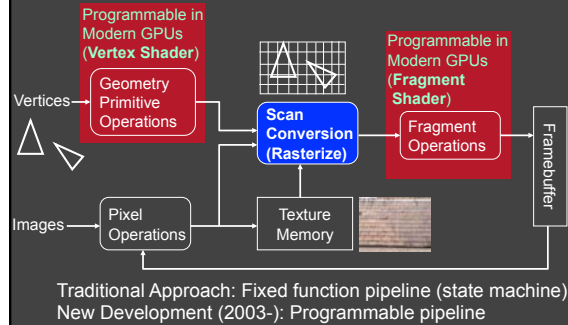 Programmable in
Modern GPUs
(Vertex Shader)
Programmable in
Modern GPUs
(Fragment
Shader)
Vertices
Geometry
Primitive
Operations
Scan
Conversion
(Rasterize)
Fragment
Operations
Framebuffer
Images
Pixel
Operations
Texture
Memory
Traditional Approach: Fixed function pipeline (state machine)
New Development (2003-): Programmable pipeline